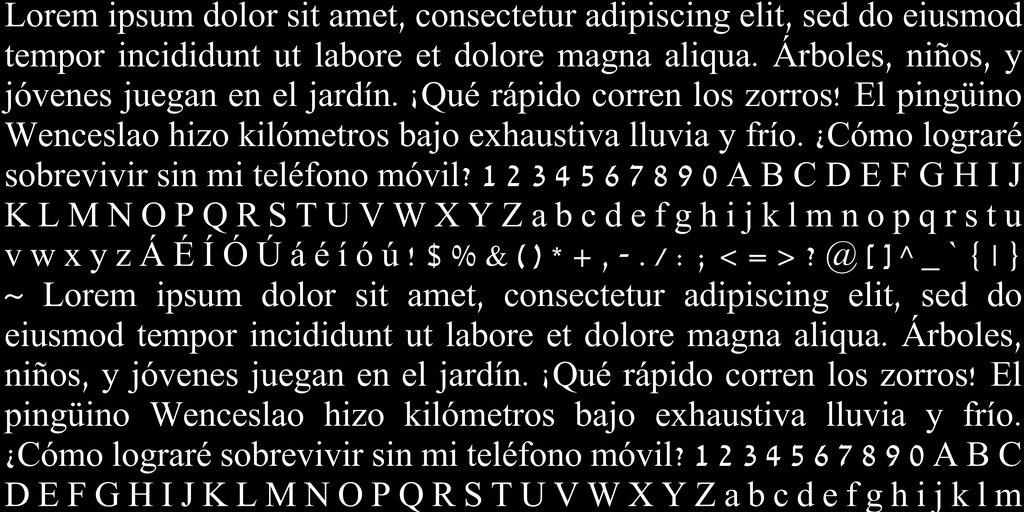 Lorem ipsum dolor sit amet, consectetur adipiscing elit, sed do eiusmod
tempor incididunt ut labore et dolore magna aliqua. Árboles, niños, y
jóvenes juegan en el jardín. ¡Qué rápido corren los zorros! El pingüino
Wenceslao hizo kilómetros bajo exhaustiva lluvia y frío. ¿Cómo lograré
sobrevivir sin mi teléfono móvil? 1 2 3 4 5 6 7 8 9 0 A B C D E F G H I J
K L M N O P Q R S T U V W X Y Z a b c d e f g h i j k l m n o p q r s t u
v w x y z Á É Í Ó Ú á é í ó ú ! $ % & ( ) * + , - . / : ; < = > ? @ [ ] ^ _ ` { | }
~ Lorem ipsum dolor sit amet, consectetur adipiscing elit, sed do
eiusmod tempor incididunt ut labore et dolore magna aliqua. Árboles,
niños, y jóvenes juegan en el jardín. ¡Qué rápido corren los zorros! El
pingüino Wenceslao hizo kilómetros bajo exhaustiva lluvia y frío.
¿Cómo lograré sobrevivir sin mi teléfono móvil? 1 2 3 4 5 6 7 8 9 0 A B C
D E F G H I J K L M N O P Q R S T U V W X Y Z a b c d e f g h i j k l m